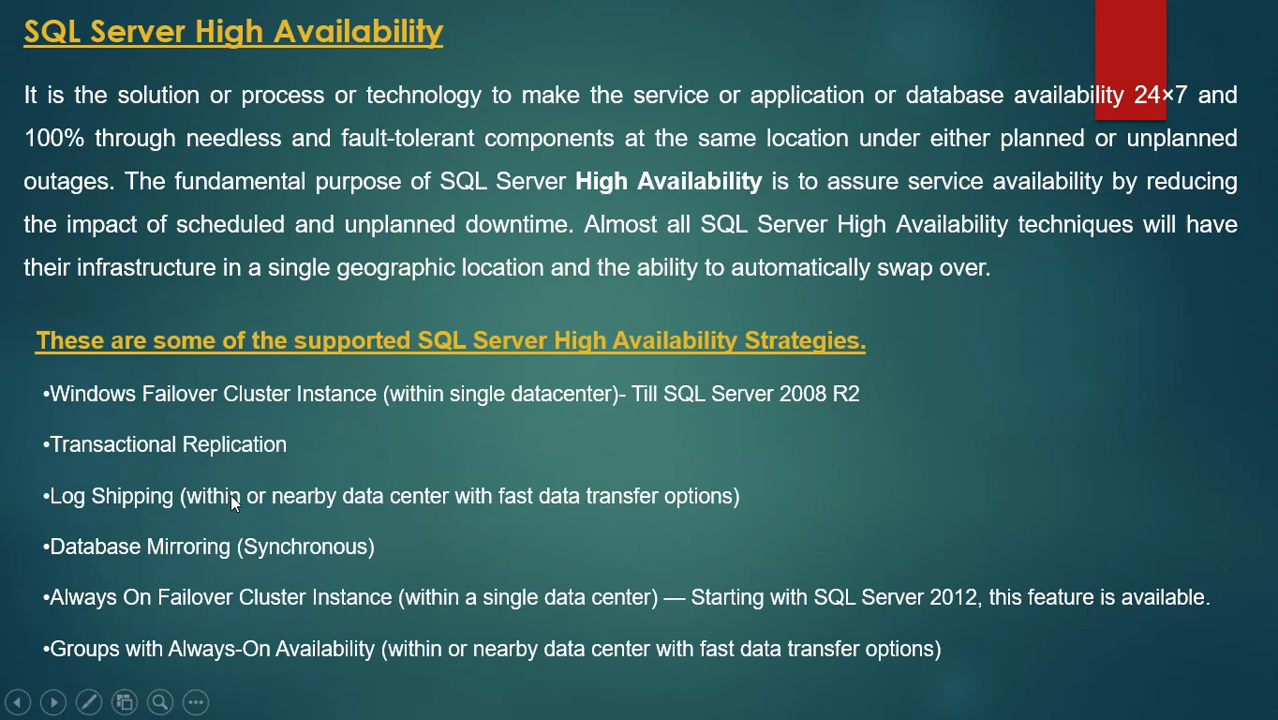 SQL Server High Availability
It is the solution or process or technology to make the service or application or database availability 24×7 and
100% through needless and fault-tolerant components at the same location under either planned or unplanned
outages. The fundamental purpose of SQL Server High Availability is to assure service availability by reducing
the impact of scheduled and unplanned downtime. Almost all SQL Server High Availability techniques will have
their infrastructure in a single geographic location and the ability to automatically swap over.
These are some of the supported SQL Server High Availability Strategies.
•Windows Failover Cluster Instance (within single datacenter)- Till SQL Server 2008 R2
•Transactional Replication
•Log Shipping (within or nearby data center with fast data transfer options)
•Database Mirroring (Synchronous)
•Always On Failover Cluster Instance (within a single data center) — Starting with SQL Server 2012, this feature is available.
•Groups with Always-On Availability (within or nearby data center with fast data transfer options)